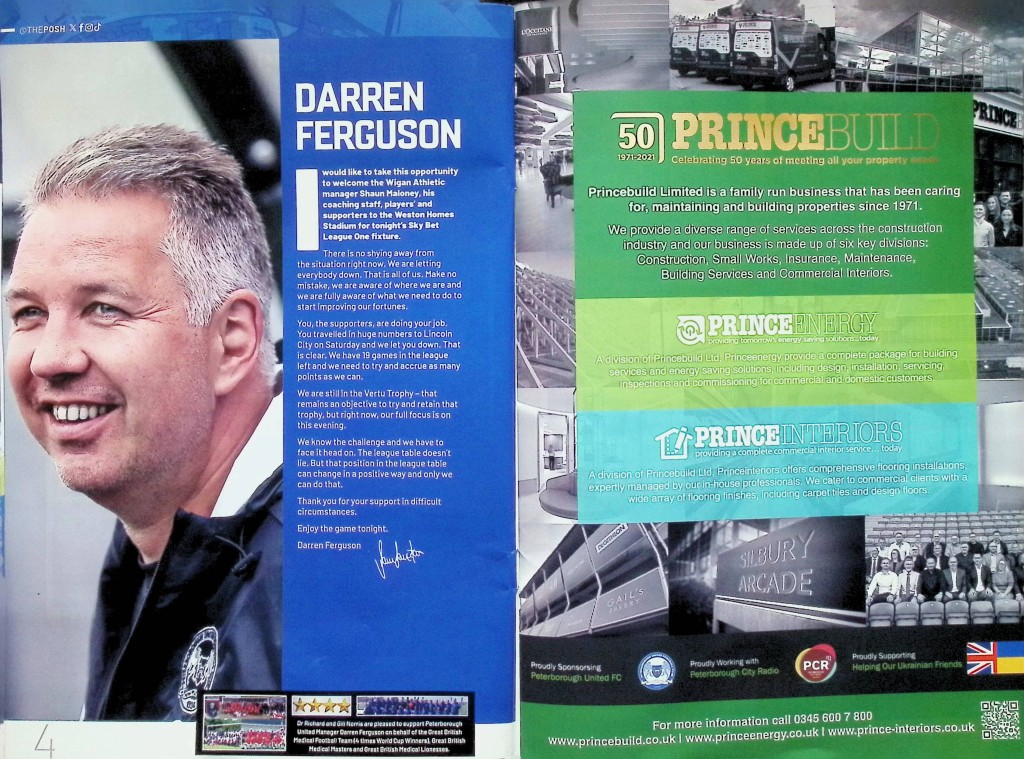 @THEPOSH
DARREN
FERGUSON
I would like to take this opportunity
to welcome the Wigan Athletic
manager Shaun Maloney, his
coaching staff, players' and
supporters to the Weston Homes
Stadium for tonight's Sky Bet
League One fixture.
There is no shying away from
the situation right now. We are letting
everybody down. That is all of us. Make no
mistake, we are aware of where we are and
we are fully aware of what we need to do to
start improving our fortunes.
You, the supporters, are doing your job.
You travelled in huge numbers to Lincoln
City on Saturday and we let you down. That
is clear. We have 19 games in the league
left and we need to try and accrue as many
points as we can.
We are still in the Vertu Trophy – that
remains an objective to try and retain that
trophy, but right now, our full focus is on
this evening.
We know the challenge and we have to
face it head on. The league table doesn't
lie. But that position in the league table
can change in a positive way and only we
can do that.
Thank you for your support in difficult
circumstances.
Enjoy the game tonight.
Darren Ferguson
Dr Richard and Gill Norris are pleased to support Peterborough
United Manager Darren Ferguson on behalf of the Great British
Medical Football Team (4 times World Cup Winners), Great British
Medical Masters and Great British Medical Lionesses.
4
L'OCCITANE
PRINCE
50
1971-2021
PRINCEBUILD
Celebrating 50 years of meeting all your property needs
Princebuild Limited is a family run business that has been caring
for, maintaining and building properties since 1971.
We provide a diverse range of services across the construction
industry and our business is made up of six key divisions:
Construction, Small Works, Insurance, Maintenance,
Building Services and Commercial Interiors.
PRINCEENERGY
providing tomorrow's energy saving solutions...today
A division of Princebuild Ltd, Princeenergy provide a complete package for building
services and energy saving solutions, including design, installation, servicing,
inspections and commissioning for commercial and domestic customers.
PRINCEINTERIORS
providing a complete commercial interior service... today
A division of Princebuild Ltd, Princeinteriors offers comprehensive flooring installations,
expertly managed by our in-house professionals. We cater to commercial clients with a
wide array of flooring finishes, including carpet tiles and design floors.
GAIL'S
BAKERY
SILBURY
ARCADE
Proudly Sponsoring
Peterborough United FC
Proudly Working with
Peterborough City Radio
PCR
Proudly Supporting
Helping Our Ukrainian Friends
For more information call 0345 600 7 800
www.princebuild.co.uk | www.princeenergy.co.uk | www.prince-interiors.co.uk